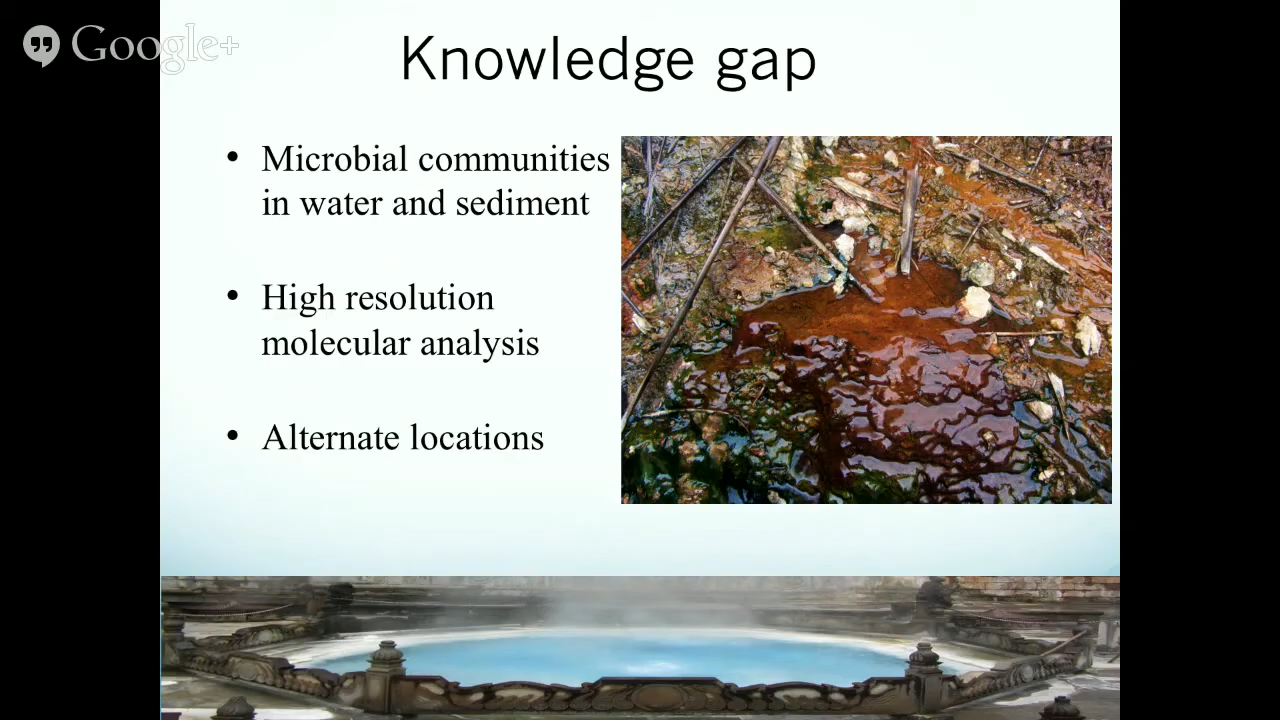 Google+
Knowledge gap
• Microbial communities
in water and sediment
• High resolution
molecular analysis
• Alternate locations